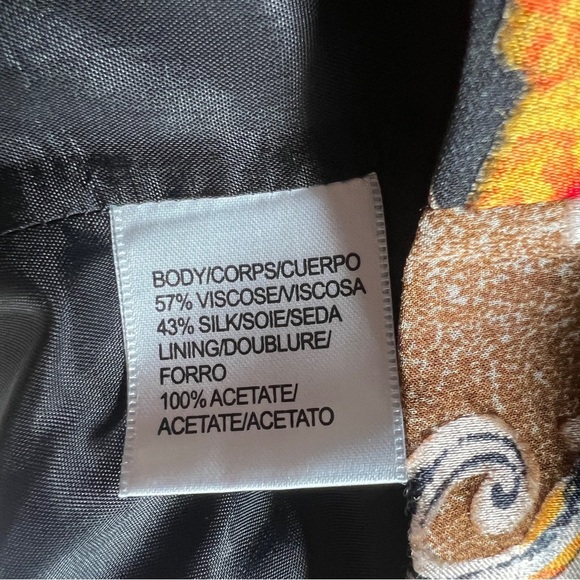 BODY/CORPS/CUERPO
57% VISCOSE/VISCOSA
43% SILK/SOIE/SEDA
LINING/DOUBLURE/
FORRO
100% ACETATE/
ACETATE/ACETATO